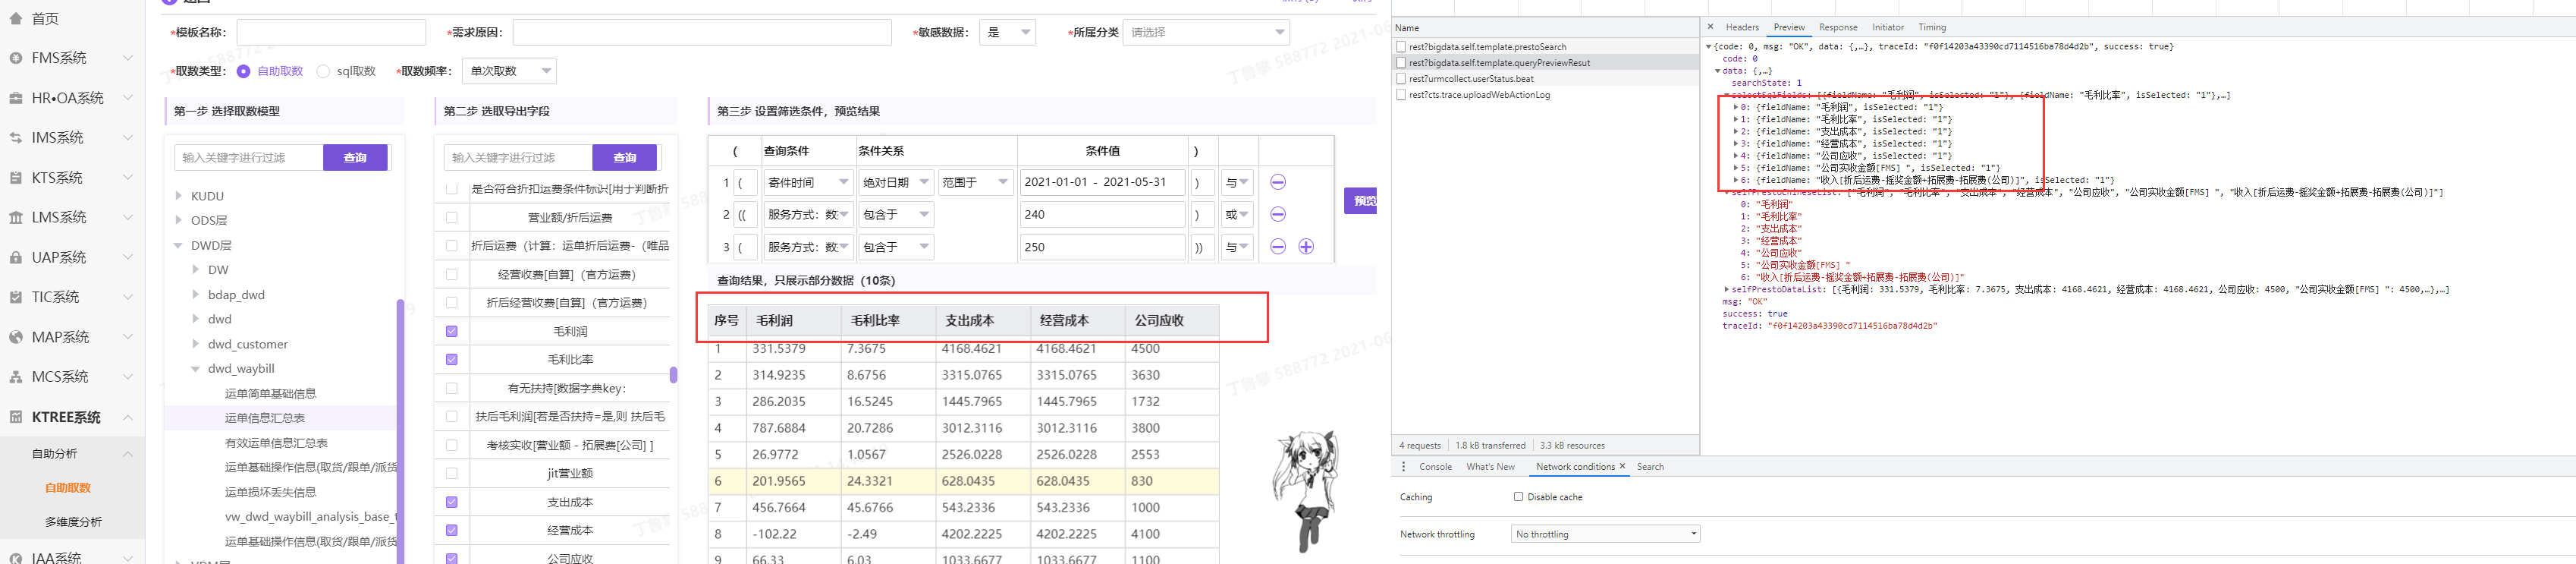 首页
FMS系统
HR•OA系统
IMS系统
KTS系统
LMS系统
UAP系统
TIC系统
MAP系统
MCS系统
KTREE系统
自助分析
自助取数
多维度分析
IAA系统
*模板名称：
*需求原因：
*敏感数据：
是
*所属分类
请选择
*取数类型：
自助取数
sql取数
*取数频率：
单次取数
第一步 选择取数模型
输入关键字进行过滤
查询
KUDU
ODS层
DWD层
DW
bdap_dwd
dwd
dwd_customer
dwd_waybill
运单简单基础信息
运单信息汇总表
有效运单信息汇总表
运单基础操作信息(取货/跟单/派货
运单损坏丢失信息
vw_dwd_waybill_analysis_base_t
运单基础操作信息(取货/跟单/派货
第二步 选取导出字段
输入关键字进行过滤
查询
是合符合折扣运费条件标识[用于判断折
营业额/折后运费
折后运费（计算：运单折后运费-（唯品
经营收费[自算]（官方运费）
折后经营收费[自算]（官方运费）
毛利润
毛利比率
有无扶持[数据字典key：
扶后毛利润[若是否扶持=是,则 扶后毛
考核实收[营业额 - 拓展费[公司] ]
jit营业额
支出成本
经营成本
公司应收
第三步 设置筛选条件，预览结果
( 查询条件 条件关系 条件值 )
1 ( 寄件时间 绝对日期 范围于 2021-01-01 - 2021-05-31 ) 与
2 (( 服务方式：数 包含于 240 ) 或
3 ( 服务方式：数 包含于 250 )) 与
预览
查询结果，只展示部分数据（10条）
序号 毛利润 毛利比率 支出成本 经营成本 公司应收
1 331.5379 7.3675 4168.4621 4168.4621 4500
2 314.9235 8.6756 3315.0765 3315.0765 3630
3 286.2035 16.5245 1445.7965 1445.7965 1732
4 787.6884 20.7286 3012.3116 3012.3116 3800
5 26.9772 1.0567 2526.0228 2526.0228 2553
6 201.9565 24.3321 628.0435 628.0435 830
7 456.7664 45.6766 543.2336 543.2336 1000
8 -102.22 -2.49 4202.2225 4202.2225 4100
9 66.33 6.03 1033.6677 1033.6677 1100
Name
rest?bigdata.self.template.prestoSearch
rest?bigdata.self.template.queryPreviewResut
rest?urmcollect.userStatus.beat
rest?cts.trace.uploadWebActionLog
4 requests 1.8 kB transferred 3.3 kB resources
× Headers Preview Response Initiator Timing
{code: 0, msg: "OK", data: {,…}, traceId: "f0f14203a43390cd7114516ba78d4d2b", success: true}
code: 0
data: {,…}
searchState: 1
selectSqlFields: [{fieldName: "毛利润", isSelected: "1"}, {fieldName: "毛利比率", isSelected: "1"},…]
0: {fieldName: "毛利润", isSelected: "1"}
1: {fieldName: "毛利比率", isSelected: "1"}
2: {fieldName: "支出成本", isSelected: "1"}
3: {fieldName: "经营成本", isSelected: "1"}
4: {fieldName: "公司应收", isSelected: "1"}
5: {fieldName: "公司实收金额[FMS] ", isSelected: "1"}
6: {fieldName: "收入[折后运费-摇奖金额+拓展费-拓展费(公司)]", isSelected: "1"}
selfPrestoChineseList: ["毛利润", "毛利比率", "支出成本", "经营成本", "公司应收", "公司实收金额[FMS] ", "收入[折后运费-摇奖金额+拓展费-拓展费(公司)]"]
0: "毛利润"
1: "毛利比率"
2: "支出成本"
3: "经营成本"
4: "公司应收"
5: "公司实收金额[FMS] "
6: "收入[折后运费-摇奖金额+拓展费-拓展费(公司)]"
selfPrestoDataList: [{毛利润: 331.5379, 毛利比率: 7.3675, 支出成本: 4168.4621, 经营成本: 4168.4621, 公司应收: 4500, "公司实收金额[FMS] ": 4500,…},…]
msg: "OK"
success: true
traceId: "f0f14203a43390cd7114516ba78d4d2b"
Console What's New Network conditions × Search
Caching Disable cache
Network throttling No throttling